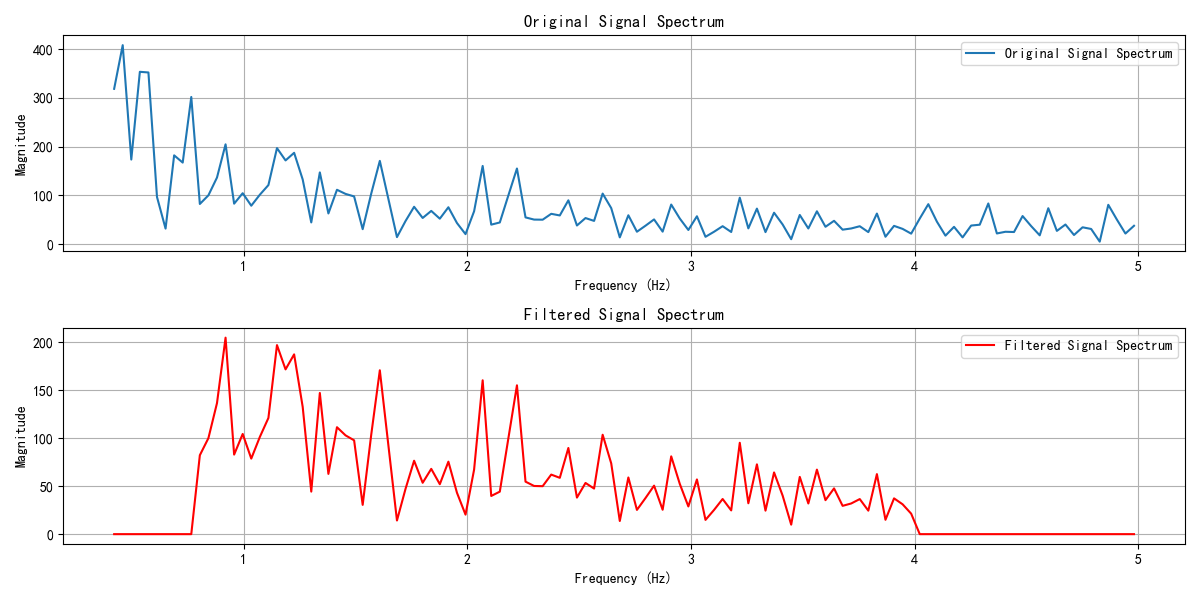 Original Signal Spectrum
400
300
200
100
0
Magnitude
Original Signal Spectrum
1
2
3
4
5
Frequency (Hz)
Filtered Signal Spectrum
200
150
100
50
0
Magnitude
Filtered Signal Spectrum
1
2
3
4
5
Frequency (Hz)